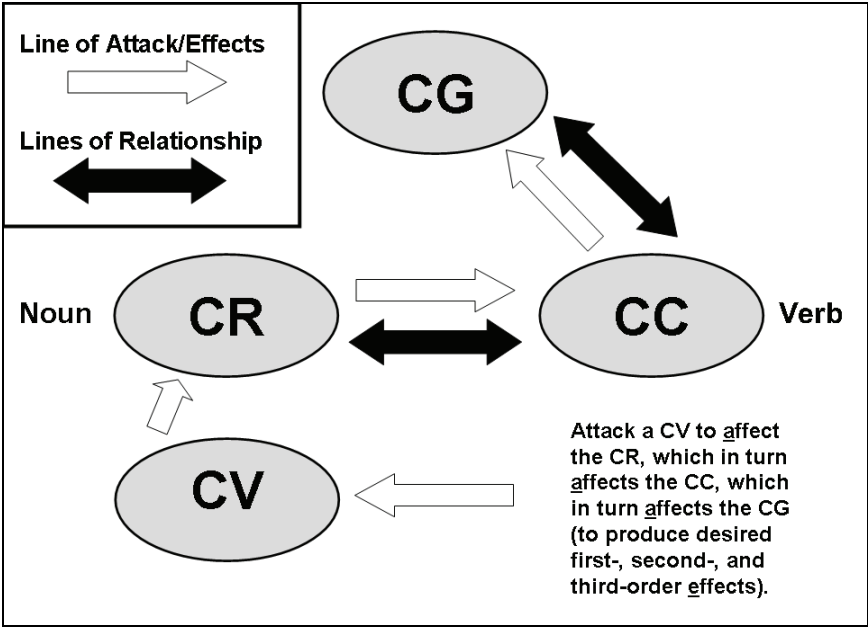 Line of Attack/Effects
Lines of Relationship
CG
Noun
CR
CC
Verb
CV
Attack a CV to affect
the CR, which in turn
affects the CC, which
in turn affects the CG
(to produce desired
first-, second-, and
third-order effects).